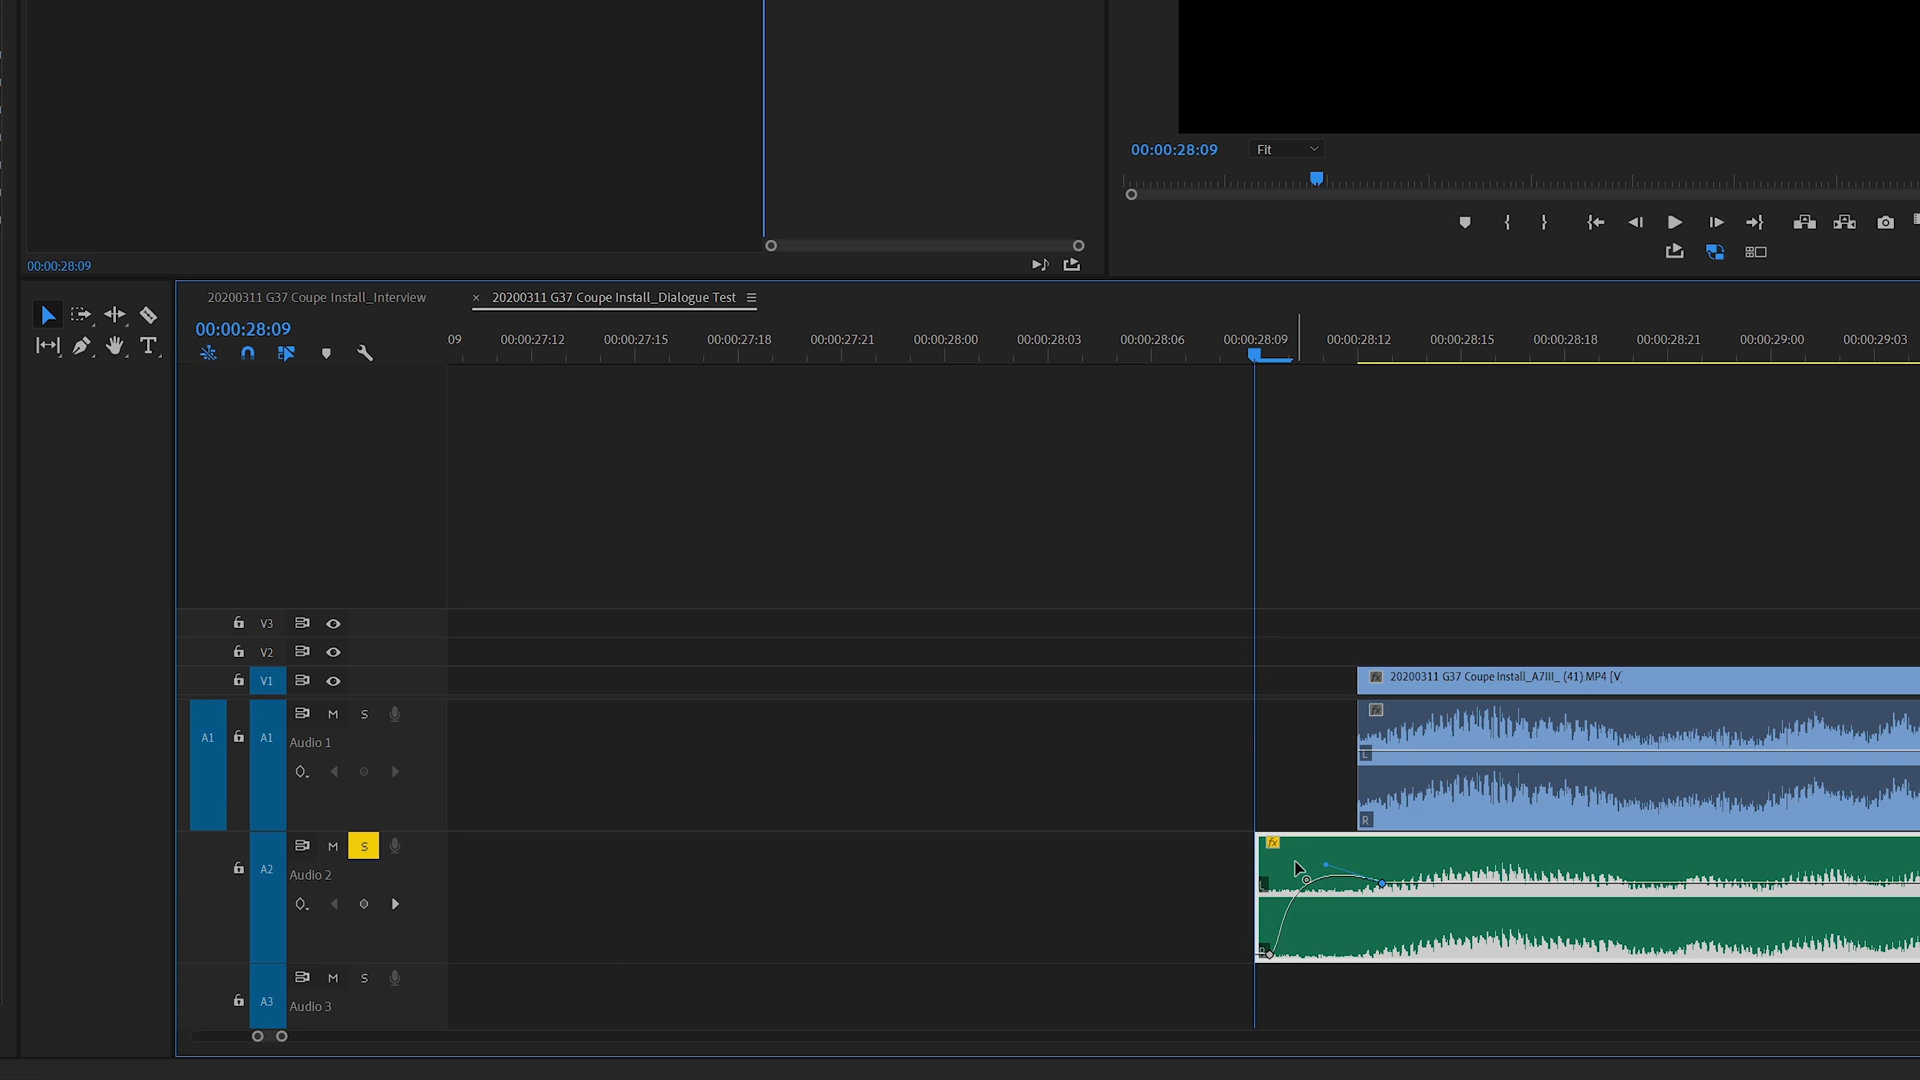 00:00:28:09
Fit
00:00:28:09
20200311 G37 Coupe Install_Interview
× 20200311 G37 Coupe Install_Dialogue Test
00:00:28:09
09 00:00:27:12 00:00:27:15 00:00:27:18 00:00:27:21 00:00:28:00 00:00:28:03 00:00:28:06 00:00:28:09 00:00:28:12 00:00:28:15 00:00:28:18 00:00:28:21 00:00:29:00 00:00:29:03
V3
V2
V1
fx 20200311 G37 Coupe Install_A7III_ (41).MP4 [V
M S
fx
A1 A1
Audio 1
L
R
M S
fx
A2
Audio 2
L
R
M S
A3
Audio 3